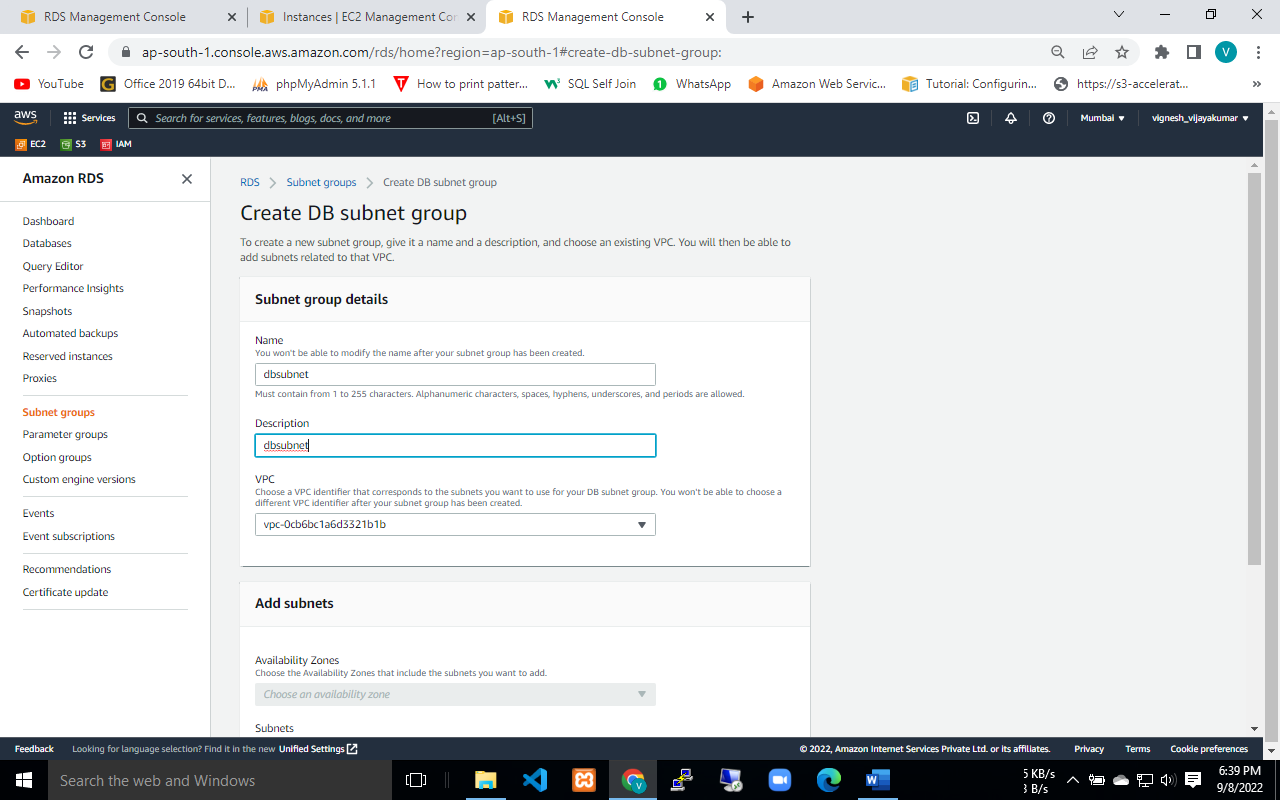 RDS Management Console
Instances | EC2 Management Con
RDS Management Console
ap-south-1.console.aws.amazon.com/rds/home?region=ap-south-1#create-db-subnet-group:
V
YouTube
Office 2019 64bit D...
phpMyAdmin 5.1.1
How to print patter...
SQL Self Join
WhatsApp
Amazon Web Servic...
Tutorial: Configurin...
https://s3-accelerat...
»
aws
Services
Search for services, features, blogs, docs, and more
[Alt+S]
Mumbai
vignesh_vijayakumar
EC2
S3
IAM
Amazon RDS
Dashboard
Databases
Query Editor
Performance Insights
Snapshots
Automated backups
Reserved instances
Proxies
Subnet groups
Parameter groups
Option groups
Custom engine versions
Events
Event subscriptions
Recommendations
Certificate update
RDS
Subnet groups
Create DB subnet group
Create DB subnet group
To create a new subnet group, give it a name and a description, and choose an existing VPC. You will then be able to
add subnets related to that VPC.
Subnet group details
Name
You won't be able to modify the name after your subnet group has been created.
dbsubnet
Must contain from 1 to 255 characters. Alphanumeric characters, spaces, hyphens, underscores, and periods are allowed.
Description
dbsubnet
VPC
Choose a VPC identifier that corresponds to the subnets you want to use for your DB subnet group. You won't be able to choose a
different VPC identifier after your subnet group has been created.
vpc-0cb6bc1a6d3321b1b
Add subnets
Availability Zones
Choose the Availability Zones that include the subnets you want to add.
Choose an availability zone
Subnets
Feedback
Looking for language selection? Find it in the new Unified Settings
© 2022, Amazon Internet Services Private Ltd. or its affiliates.
Privacy
Terms
Cookie preferences
Search the web and Windows
KB/s
B/s
6:39 PM
9/8/2022